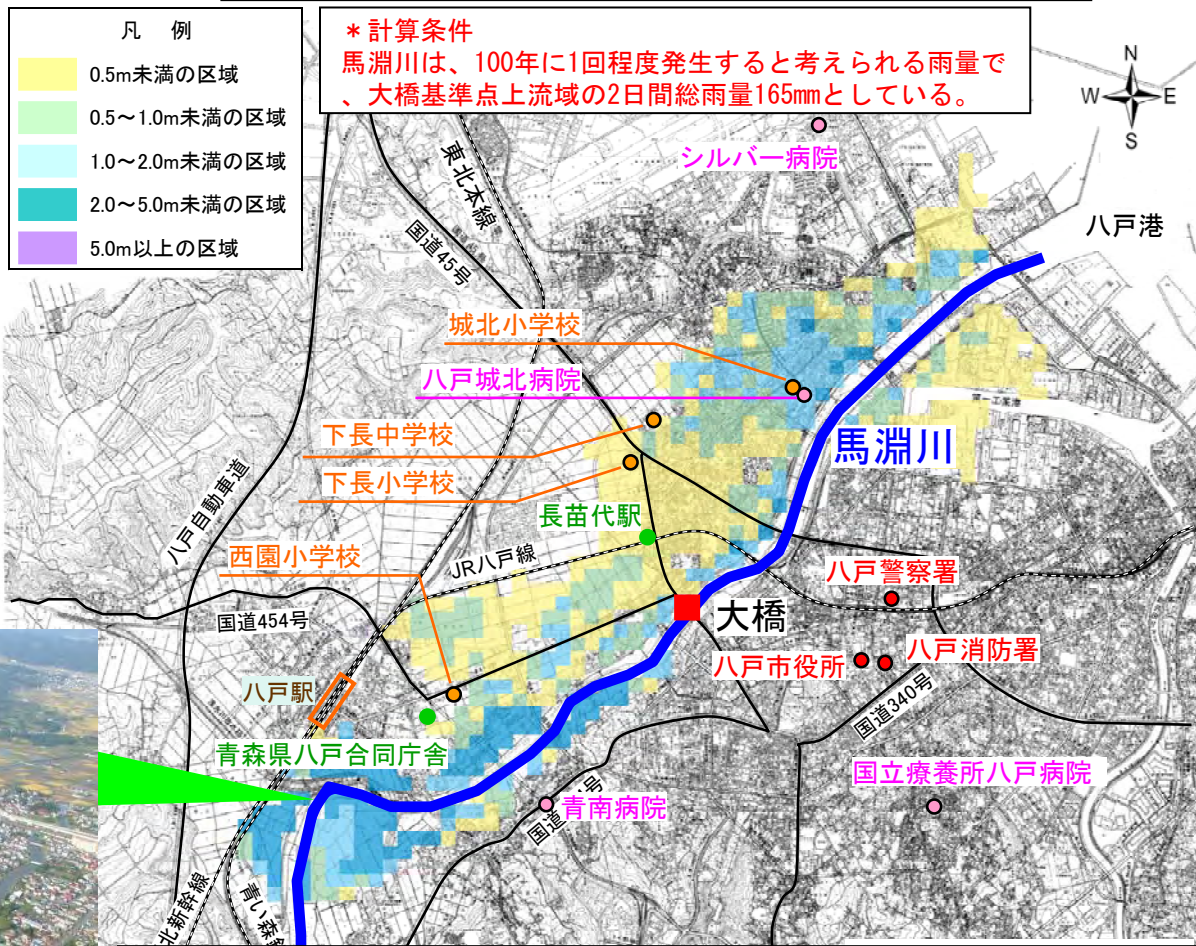 凡 例
0.5m未満の区域
0.5～1.0m未満の区域
1.0～2.0m未満の区域
2.0～5.0m未満の区域
5.0m以上の区域
＊計算条件
馬淵川は、100年に1回程度発生すると考えられる雨量で
、大橋基準点上流域の2日間総雨量165mmとしている。
N
W
E
S
シルバー病院
東北本線
国道45号
八戸港
城北小学校
八戸城北病院
下長中学校
馬淵川
下長小学校
八戸自動車道
長苗代駅
西園小学校
JR八戸線
八戸警察署
国道454号
大橋
八戸市役所
八戸消防署
八戸駅
国道340号
青森県八戸合同庁舎
国立療養所八戸病院
青南病院
国道
号
北新幹線
青い森